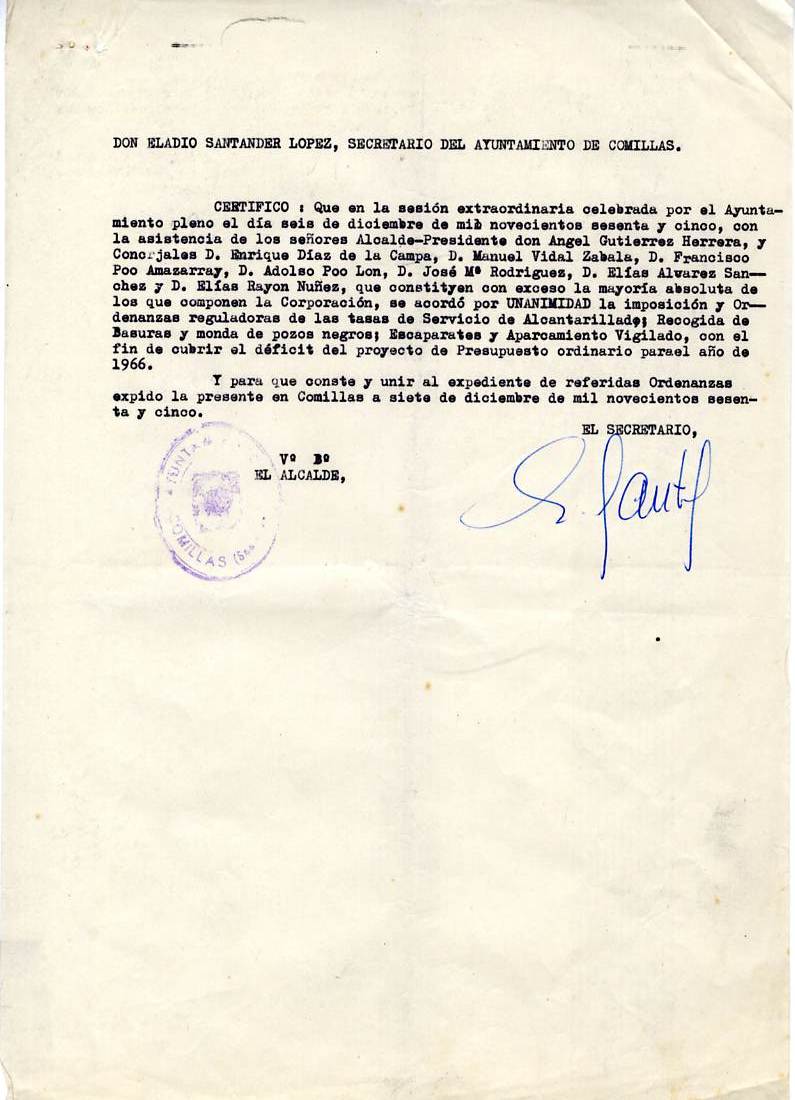 DON ELADIO SANTANDER LOPEZ, SECRETARIO DEL AYUNTAMIENTO DE COMILLAS.
CERTIFICO : Que en la sesión extraordinaria celebrada por el Ayunta-
miento pleno el día seis de diciembre de mil novecientos sesenta y cinco, con
la asistencia de los señores Alcalde-Presidente don Angel Gutierrez Herrera, y
Concejales D. Enrique Díaz de la Campa, D. Manuel Vidal Zabala, D. Francisco
Poo Amazarray, D. Adolso Poo Lon, D. José Mª Rodriguez, D. Elías Alvarez San--
chez y D. Elías Rayon Nuñez, que constityen con exceso la mayoría absoluta de
los que componen la Corporación, se acordó por UNANIMIDAD la imposición y Or--
denanzas reguladoras de las tasas de Servicio de Alcantarillado; Recogida de
Basuras y monda de pozos negros; Escaparates y Aparcamiento Vigilado, con el
fin de cubrir el déficit del proyecto de Presupuesto ordinario parael año de
1966.
Y para que conste y unir al expediente de referidas Ordenanzas
expido la presente en Comillas a siete de diciembre de mil novecientos sesen-
ta y cinco.
EL SECRETARIO,
Vº Bº
EL ALCALDE,
COMILLAS